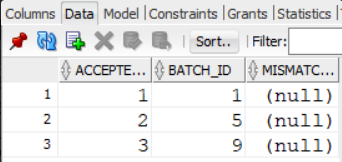 Columns Data Model Constraints Grants Statistics
Sort.. Filter:
ACCEPTE... BATCH_ID MISMATC...
1 1 1 (null)
2 2 5 (null)
3 3 9 (null)